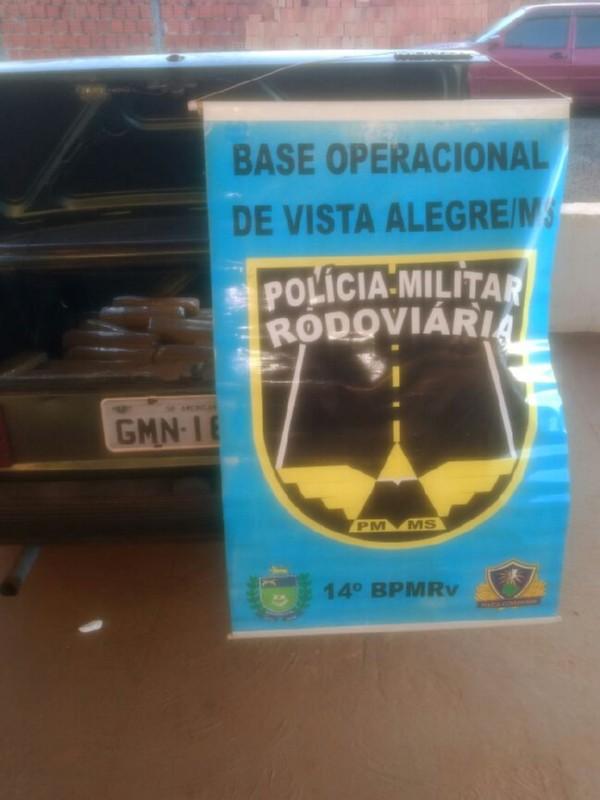 BASE OPERACIONAL
DE VISTA ALEGRE/MS
POLÍCIA MILITAR
RODOVIÁRIA
PM MS
14º BPMRv
GMN·18